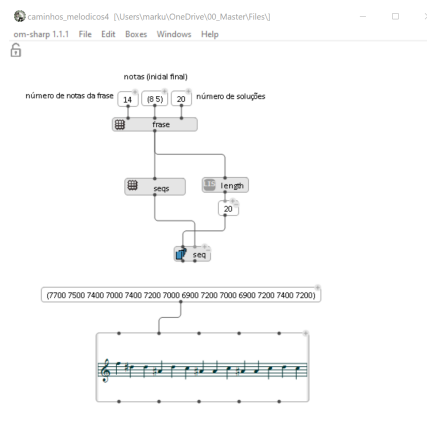 caminhos_melodicos4 [\Users\marku\OneDrive\00_Master\Files\]
om-sharp 1.1.1 File Edit Boxes Windows Help
notas (inicial final)
número de notas da frase 14 (8 5) 20 número de soluções
frase
seqs length
20
seq
(7700 7500 7400 7000 7400 7200 7000 6900 7200 7000 6900 7200 7400 7200)